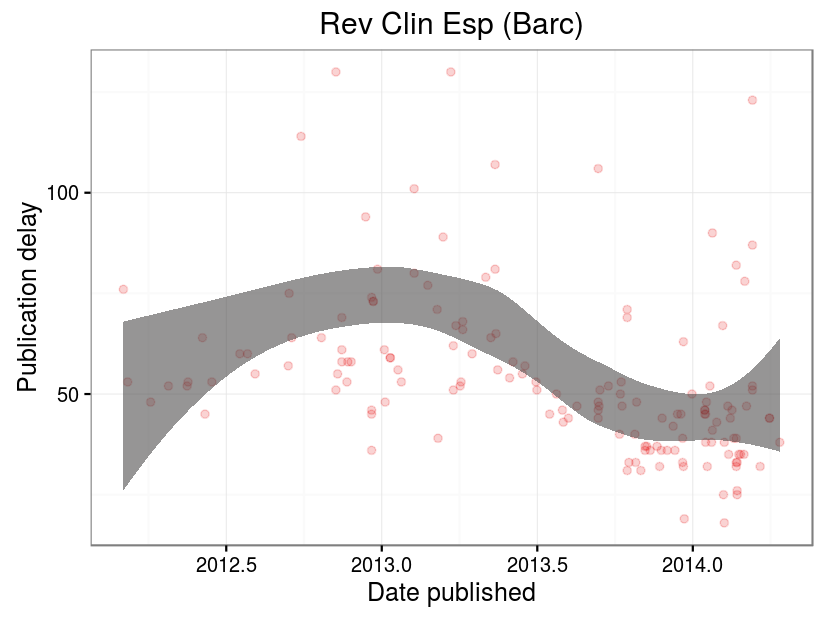 Rev Clin Esp (Barc)
Publication delay
100
50
2012.5 2013.0 2013.5 2014.0
Date published